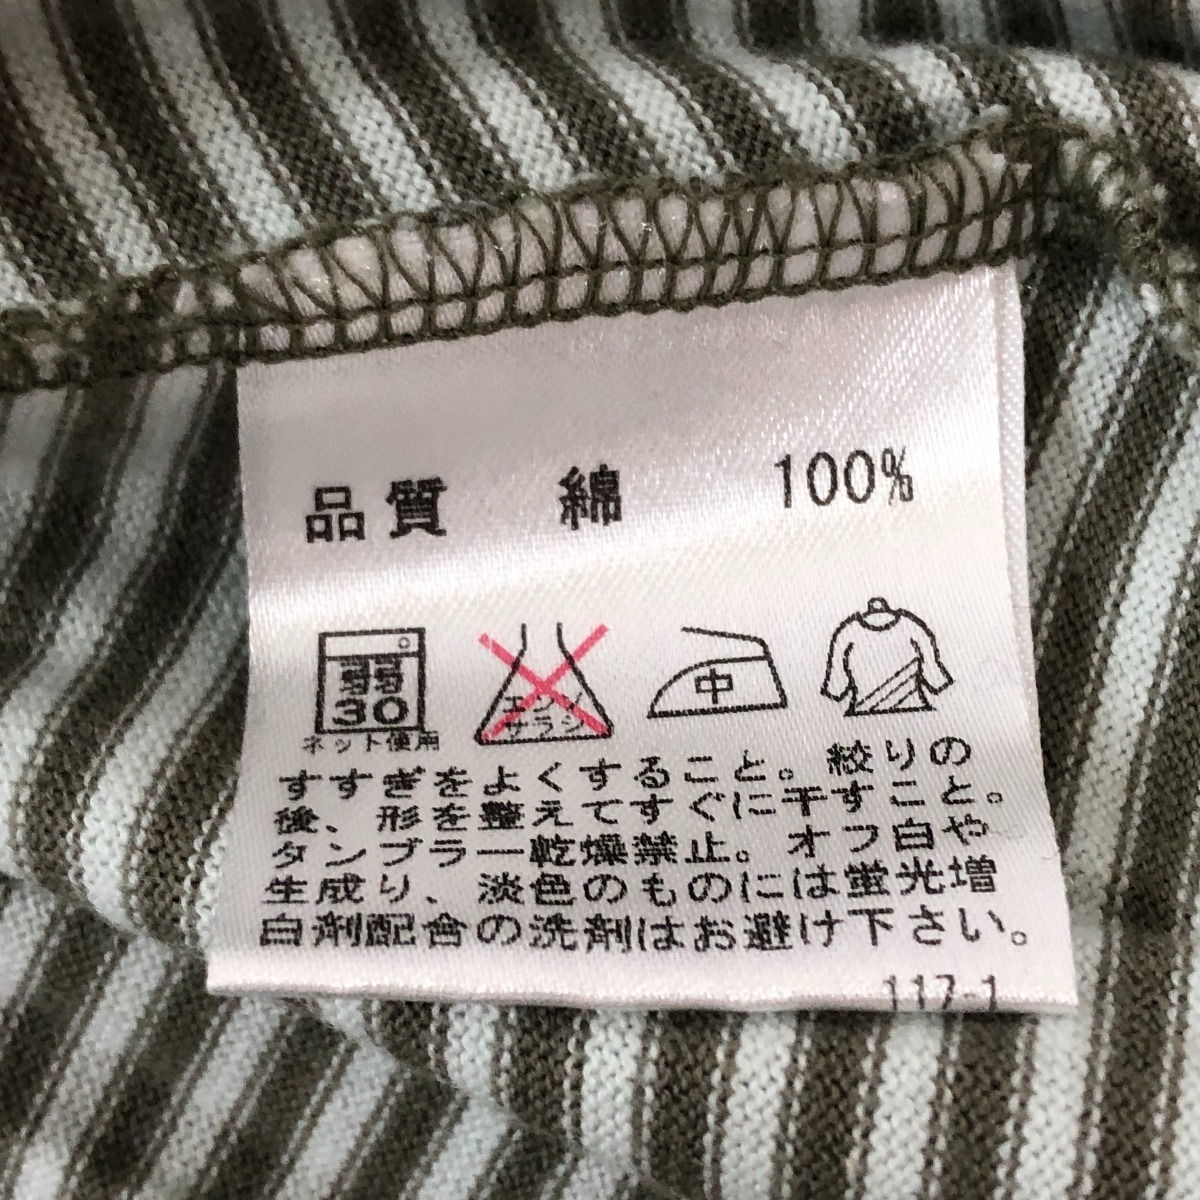 品質 綿 100%
弱
30
ネット使用
エンソ
サラシ
中
すすぎをよくすること。絞りの
後、形を整えてすぐに干すこと。
タンブラー乾燥禁止。オフ白や
生成り、淡色のものには蛍光増
白剤配合の洗剤はお避け下さい。
117-1